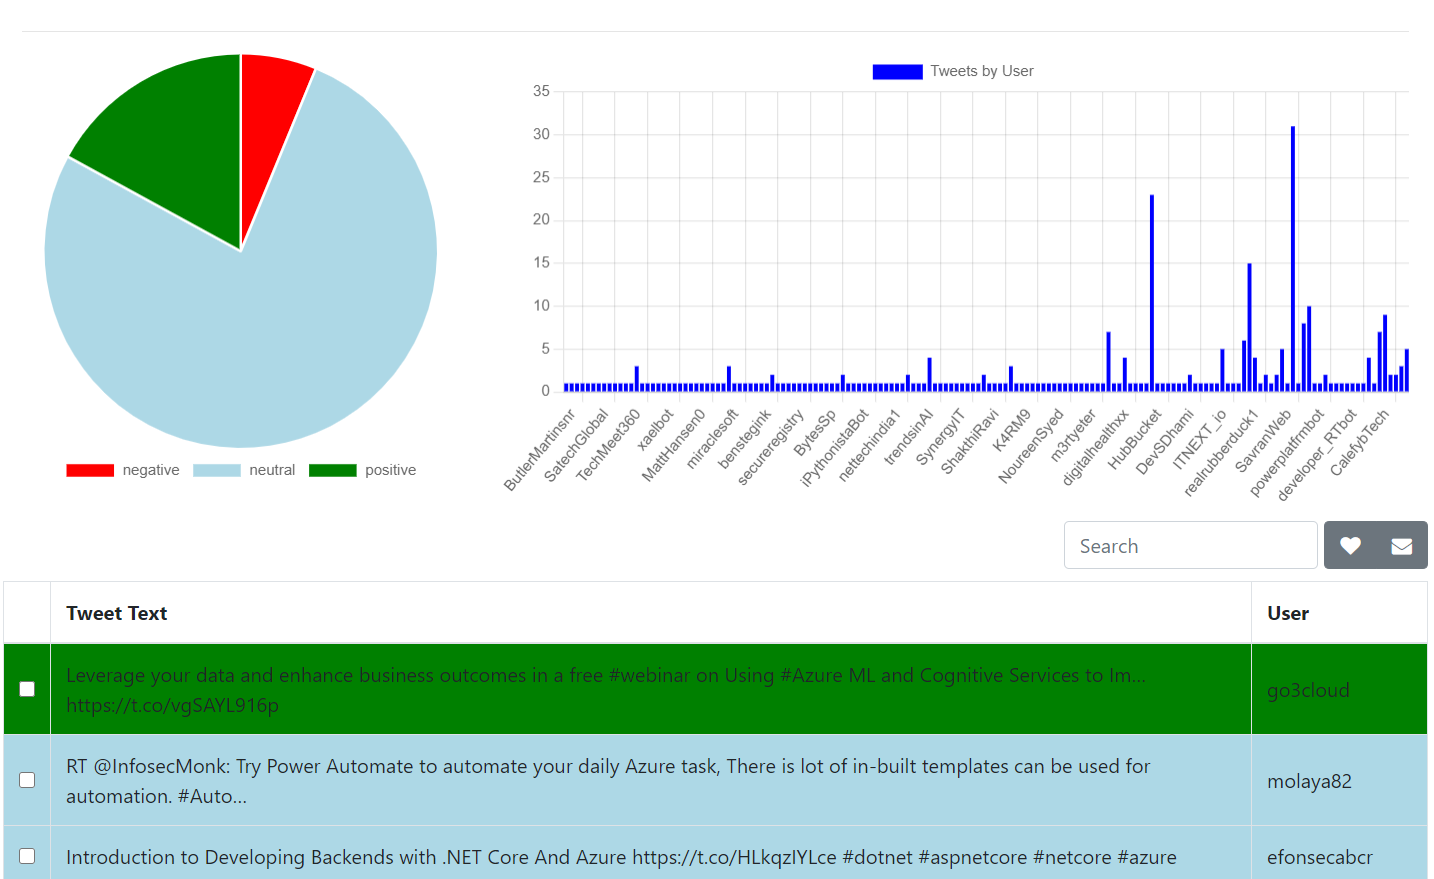 negative neutral positive
Tweets by User
35
30
25
20
15
10
5
0
ButlerMartinsnr
SatechGlobal
TechMeet360
xaelbot
MattHansen0
miraclesoft
benstegink
secureregistry
BytesSp
iPythonistaBot
nettechindia1
trendsinAI
SynergyIT
ShakthiRavi
K4RM9
NoureenSyed
m3rtyeter
digitalhealthxx
HubBucket
DevSDhami
ITNEXT_io
realrubberduck1
SavranWeb
powerplatfrmbot
developer_RTbot
CalefybTech
Search
Tweet Text User
Leverage your data and enhance business outcomes in a free #webinar on Using #Azure ML and Cognitive Services to Im…
https://t.co/vgSAYL916p
go3cloud
RT @InfosecMonk: Try Power Automate to automate your daily Azure task, There is lot of in-built templates can be used for
automation. #Auto…
molaya82
Introduction to Developing Backends with .NET Core And Azure https://t.co/HLkqzIYLce #dotnet #aspnetcore #netcore #azure
efonsecabcr